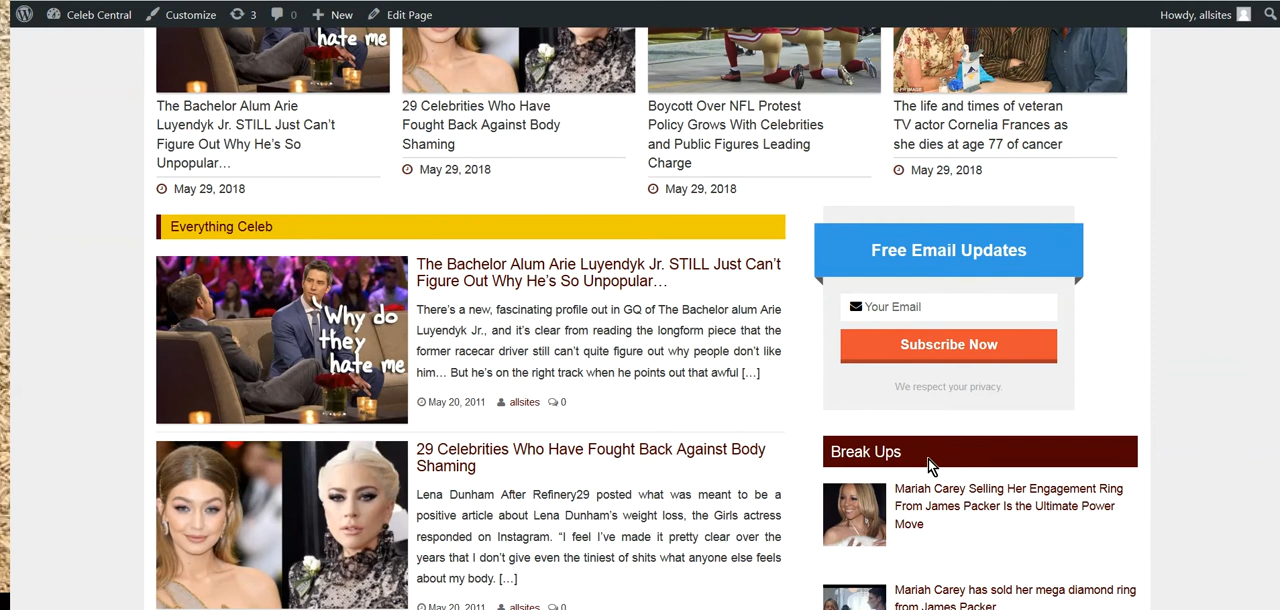 Celeb Central Customize 3 0 New Edit Page Howdy, allsites
hate me
The Bachelor Alum Arie
Luyendyk Jr. STILL Just Can’t
Figure Out Why He’s So
Unpopular…
May 29, 2018
29 Celebrities Who Have
Fought Back Against Body
Shaming
May 29, 2018
Boycott Over NFL Protest
Policy Grows With Celebrities
and Public Figures Leading
Charge
May 29, 2018
The life and times of veteran
TV actor Cornelia Frances as
she dies at age 77 of cancer
May 29, 2018
Everything Celeb
Why do
they
hate me
The Bachelor Alum Arie Luyendyk Jr. STILL Just Can’t
Figure Out Why He’s So Unpopular…
There’s a new, fascinating profile out in GQ of The Bachelor alum Arie
Luyendyk Jr., and it’s clear from reading the longform piece that the
former racecar driver still can’t quite figure out why people don’t like
him… But he’s on the right track when he points out that awful […]
May 20, 2011 allsites 0
29 Celebrities Who Have Fought Back Against Body
Shaming
Lena Dunham After Refinery29 posted what was meant to be a
positive article about Lena Dunham’s weight loss, the Girls actress
responded on Instagram. “I feel I’ve made it pretty clear over the
years that I don’t give even the tiniest of shits what anyone else feels
about my body. […]
May 20, 2011 allsites 0
Free Email Updates
Your Email
Subscribe Now
We respect your privacy.
Break Ups
Mariah Carey Selling Her Engagement Ring
From James Packer Is the Ultimate Power
Move
Mariah Carey has sold her mega diamond ring
from James Packer